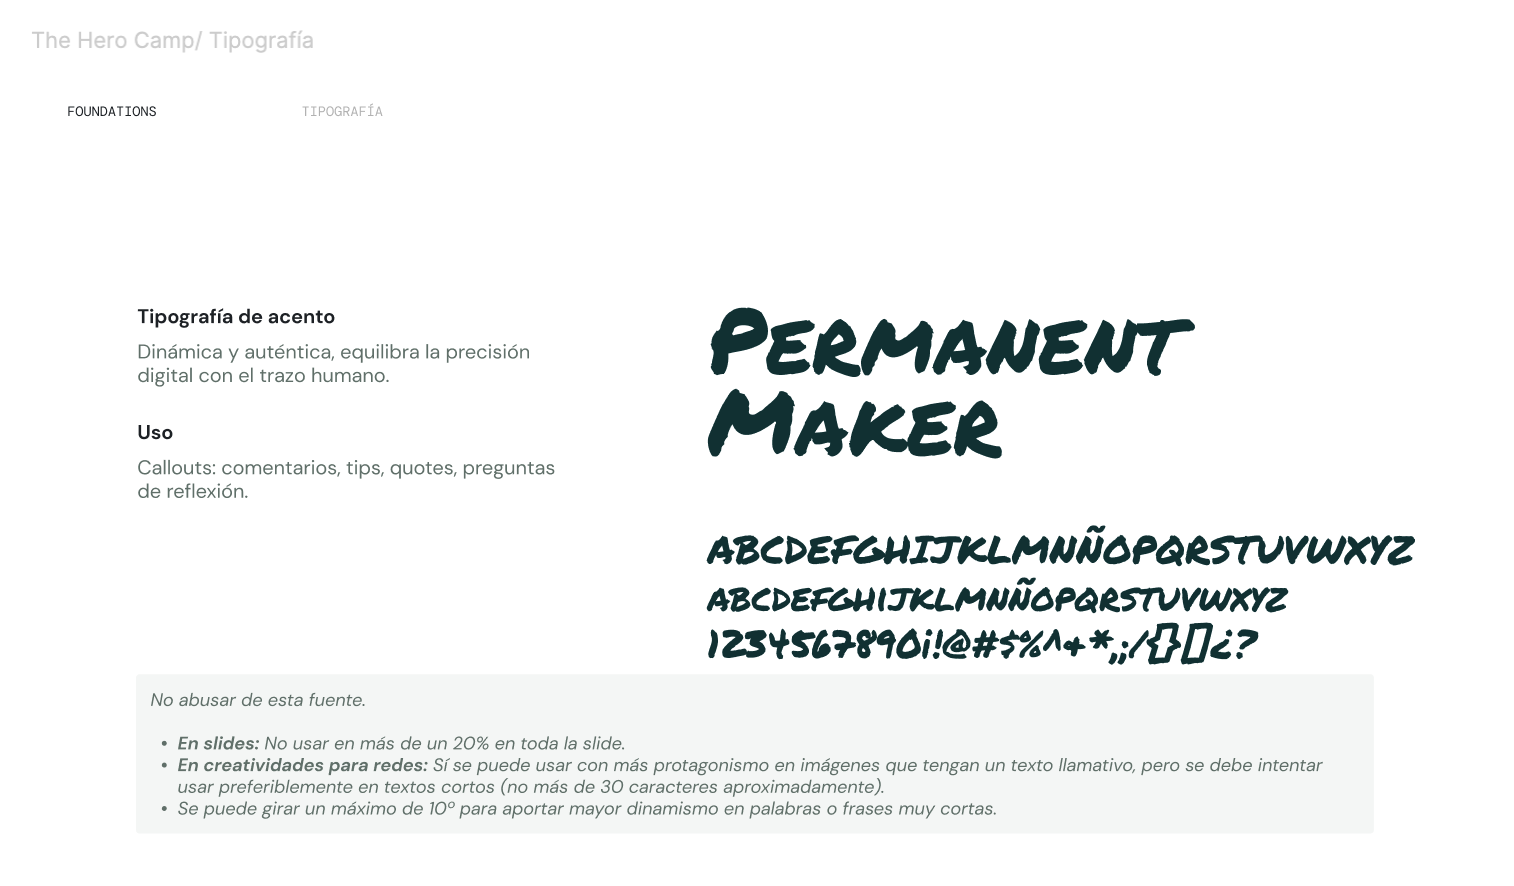 The Hero Camp/ Tipografía
FOUNDATIONS
TIPOGRAFÍA
Tipografía de acento
Dinámica y auténtica, equilibra la precisión
digital con el trazo humano.
Uso
Callouts: comentarios, tips, quotes, preguntas
de reflexión.
PERMANENT
MAKER
ABCDEFGHIJKLMNÑOPQRSTUVWXYZ
ABCDEFGHIJKLMNÑOPQRSTUVWXYZ
1234567890¡!@#$%^&*,;/{}[]¿?
No abusar de esta fuente.
• En slides: No usar en más de un 20% en toda la slide.
• En creatividades para redes: Sí se puede usar con más protagonismo en imágenes que tengan un texto llamativo, pero se debe intentar
usar preferiblemente en textos cortos (no más de 30 caracteres aproximadamente).
• Se puede girar un máximo de 10º para aportar mayor dinamismo en palabras o frases muy cortas.